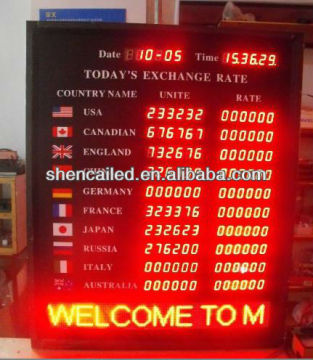 Date 10-05 Time 15.36.29.
TODAY'S EXCHANGE RATE
COUNTRY NAME UNITE RATE
USA 233232 000000
CANADIAN 676767 000000
ENGLAND 732676 000000
shencailed.en.alibaba.com
GERMANY 000000 000000
FRANCE 323376 000000
JAPAN 232623 000000
RUSSIA 276200 000000
ITALY 000000 000000
AUSTRALIA 000000 000000
WELCOME TO M